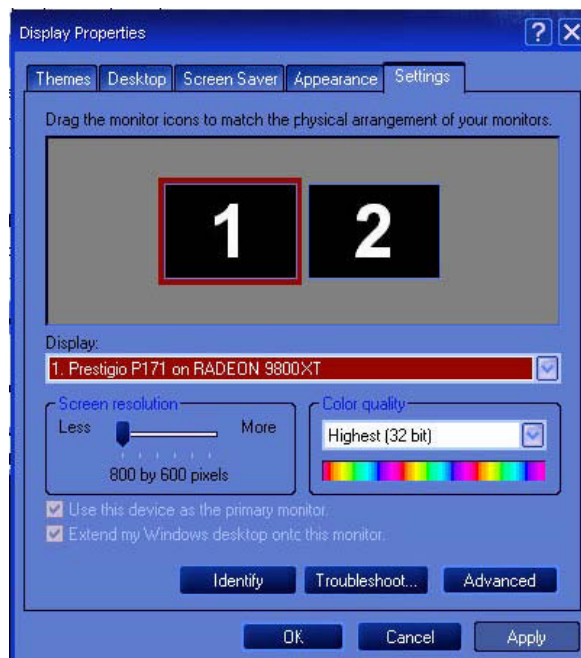 Display Properties
Themes Desktop Screen Saver Appearance Settings
Drag the monitor icons to match the physical arrangement of your monitors.
1 2
Display:
1. Prestigio P171 on RADEON 9800XT
Screen resolution Color quality
Less More Highest (32 bit)
800 by 600 pixels
Use this device as the primary monitor.
Extend my Windows desktop onto this monitor.
Identify Troubleshoot... Advanced
OK Cancel Apply